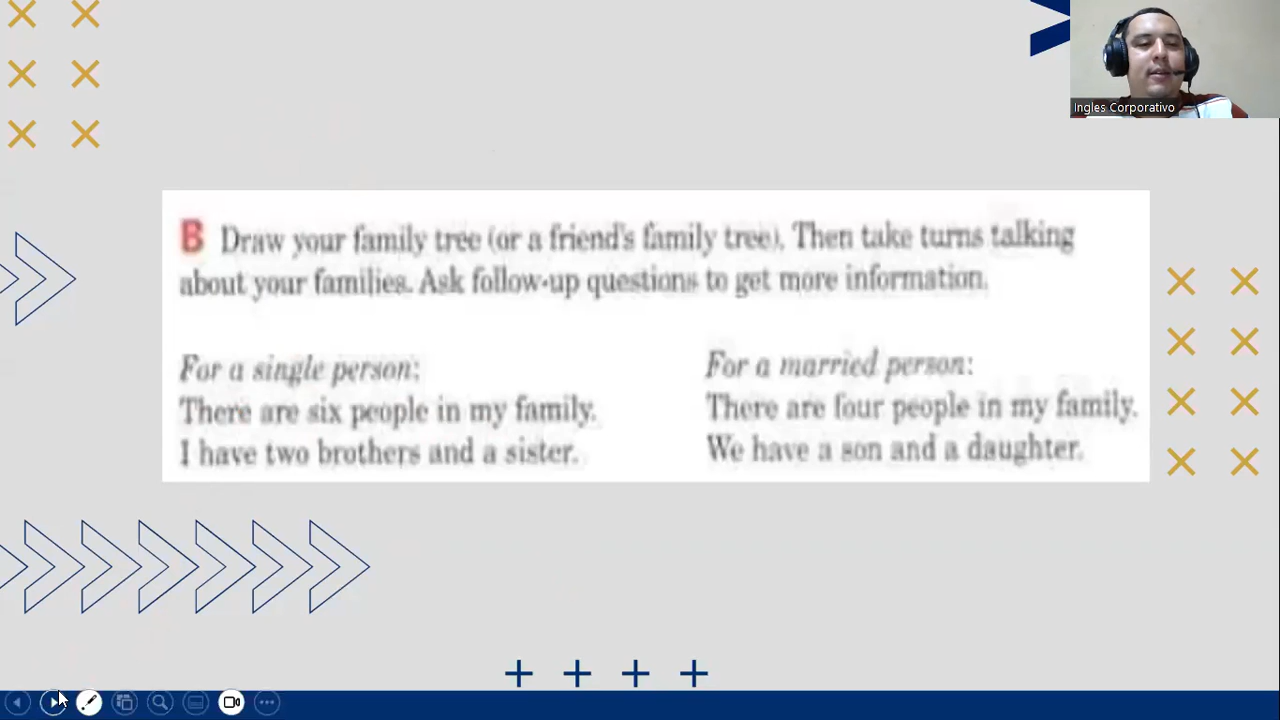 Ingles Corporativo
B Draw your family tree (or a friend's family tree). Then take turns talking
about your families. Ask follow-up questions to get more information.
For a single person:
There are six people in my family.
I have two brothers and a sister.
For a married person:
There are four people in my family.
We have a son and a daughter.